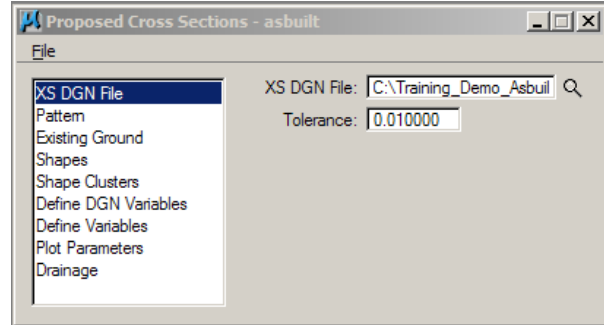 Proposed Cross Sections - asbuilt
File
XS DGN File
Pattern
Existing Ground
Shapes
Shape Clusters
Define DGN Variables
Define Variables
Plot Parameters
Drainage
XS DGN File: C:\Training_Demo_Asbuil
Tolerance: 0.010000